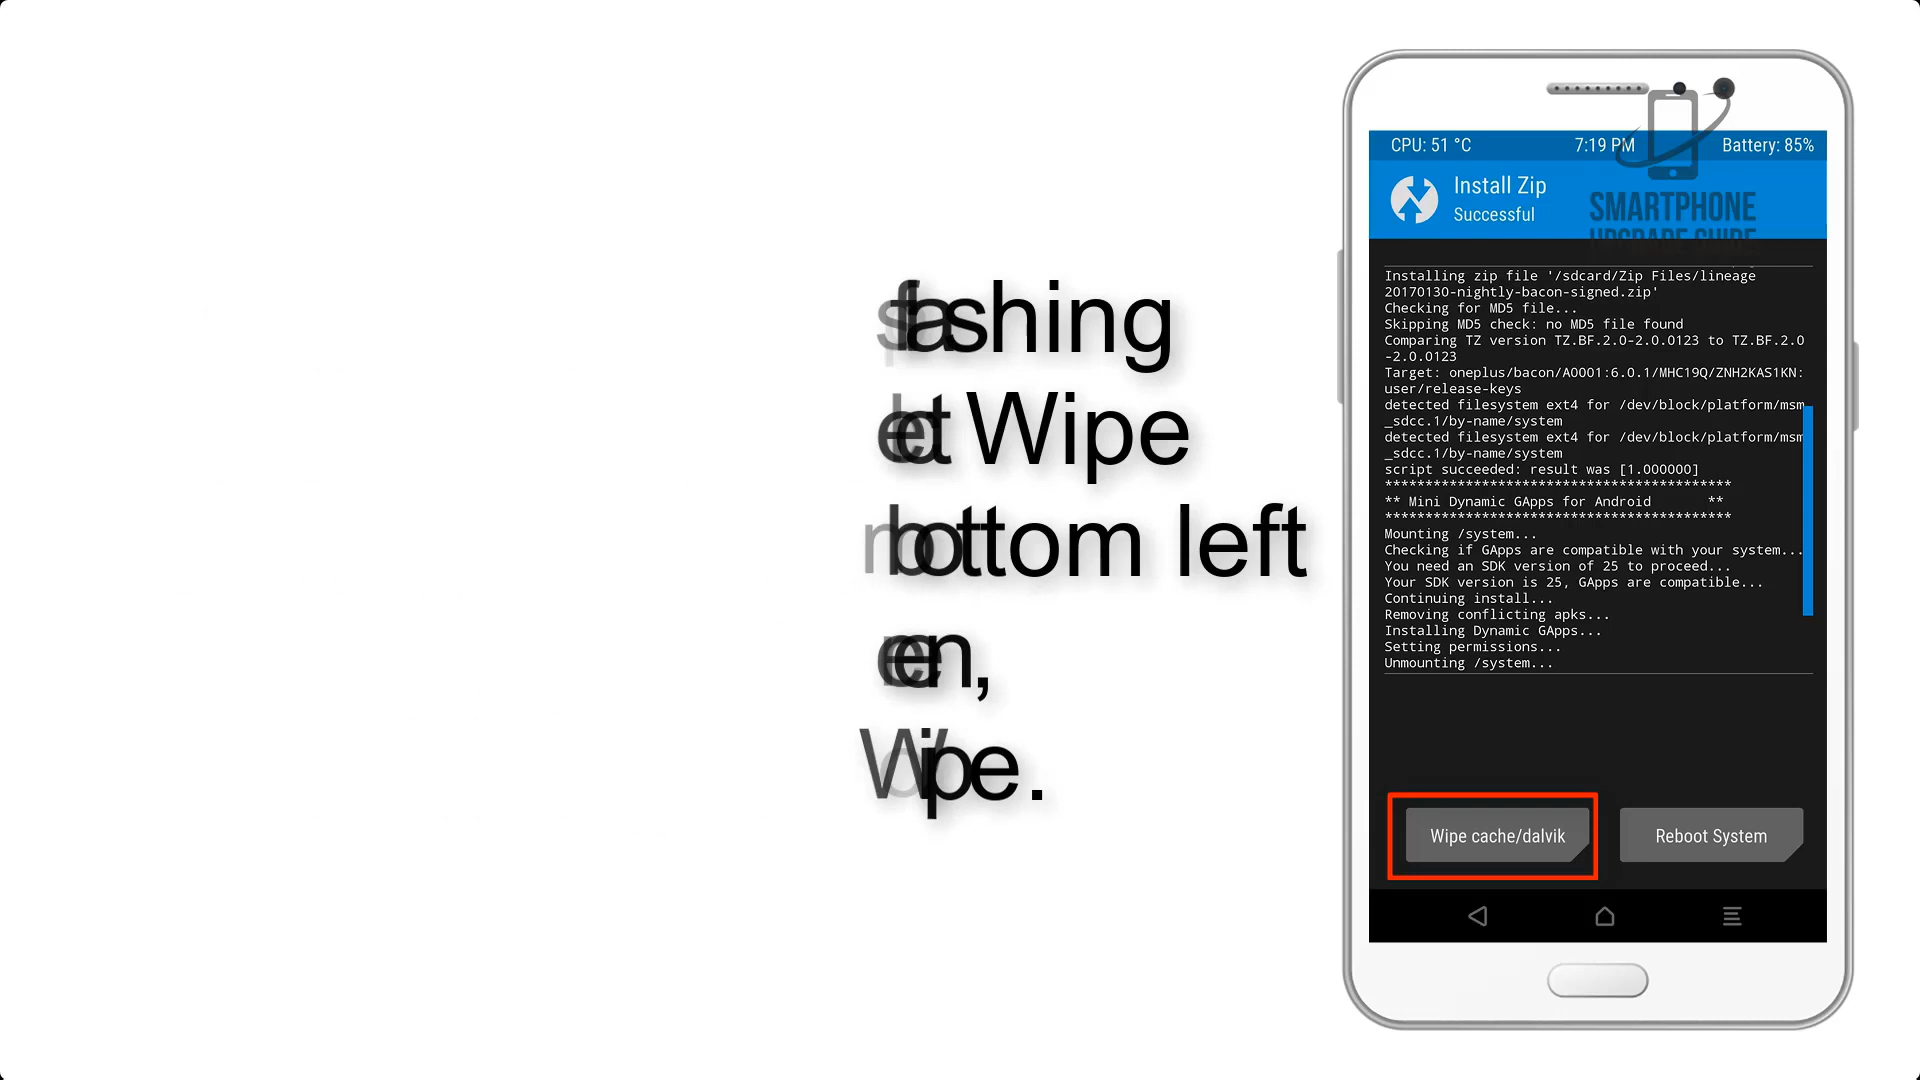 shing
Wipe
bottom left
en,
Wipe.
CPU: 51 °C 7:19 PM Battery: 85%
Install Zip
Successful
SMARTPHONE
UPGRADE GUIDE
Installing zip file '/sdcard/Zip Files/lineage
20170130-nightly-bacon-signed.zip'
Checking for MD5 file...
Skipping MD5 check: no MD5 file found
Comparing TZ version TZ.BF.2.0-2.0.0123 to TZ.BF.2.0
-2.0.0123
Target: oneplus/bacon/A0001:6.0.1/MHC19Q/ZNH2KAS1KN:
user/release-keys
detected filesystem ext4 for /dev/block/platform/msm
_sdcc.1/by-name/system
detected filesystem ext4 for /dev/block/platform/msm
_sdcc.1/by-name/system
script succeeded: result was [1.000000]
*******************************************
** Mini Dynamic GApps for Android **
*******************************************
Mounting /system...
Checking if GApps are compatible with your system...
You need an SDK version of 25 to proceed...
Your SDK version is 25, GApps are compatible...
Continuing install...
Removing conflicting apks...
Installing Dynamic GApps...
Setting permissions...
Unmounting /system...
Wipe cache/dalvik
Reboot System